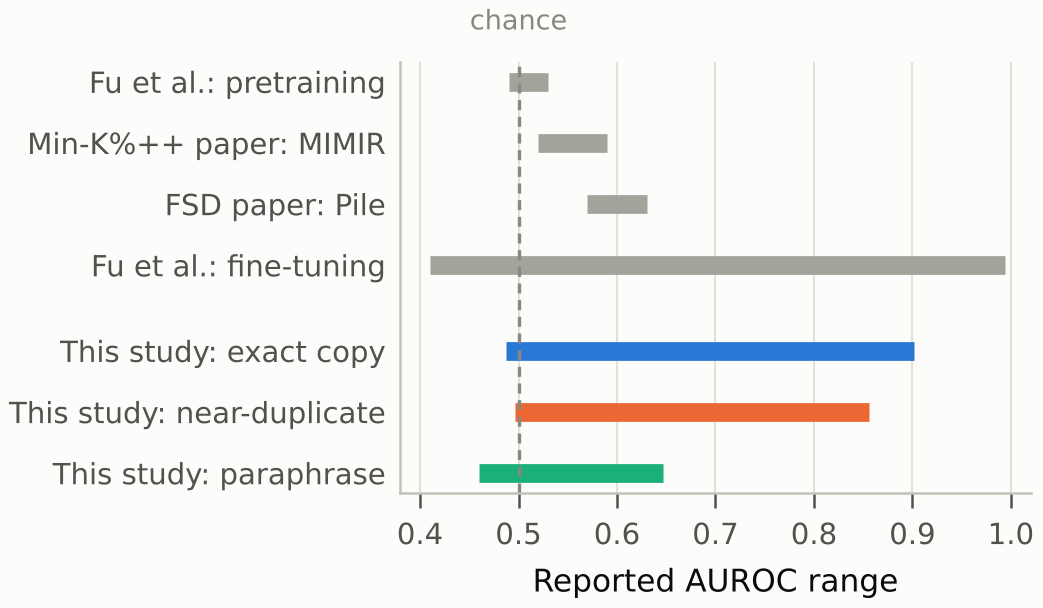 chance
Fu et al.: pretraining
Min-K%++ paper: MIMIR
FSD paper: Pile
Fu et al.: fine-tuning
This study: exact copy
This study: near-duplicate
This study: paraphrase
0.4 0.5 0.6 0.7 0.8 0.9 1.0
Reported AUROC range